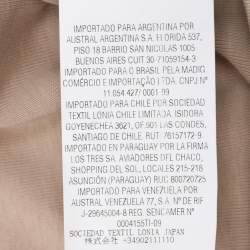 IMPORTADO PARA ARGENTINA POR
AUSTRAL ARGENTINA S.A. FLORIDA 537,
PISO 18 BARRIO SAN NICOLAS 1005
BUENOS AIRES CUIT 30-71059154-3
IMPORTADO PARA O BRASIL PELA MADIG
COMÉRCIO E IMPORTAÇÃO LTDA. CNPJ Nº
11.054.427/0001-99
IMPORTADO PARA CHILE POR SOCIEDAD
TEXTIL LONIA CHILE LIMITADA, ISIDORA
GOYENECHEA 3621, OF.901 LAS CONDES,
SANTIAGO DE CHILE, RUT: 76157172-9
IMPORTADO EN PARAGUAY POR LA FIRMA
LOS TRES SA. AVIADORES DEL CHACO,
SHOPPING DEL SOL, LOCALES 215-218
ASUNCIÓN (PARAGUAY) RUC 80072072S
IMPORTADO PARA VENEZUELA POR
AUSTRAL VENEZUELA 77, S.A. Nº DE RIF
J-29645004-8 REG. SENCAMER Nº
0004155TI-09
SOCIEDAD TEXTIL LONIA, JAPAN
株式会社 +34902111110